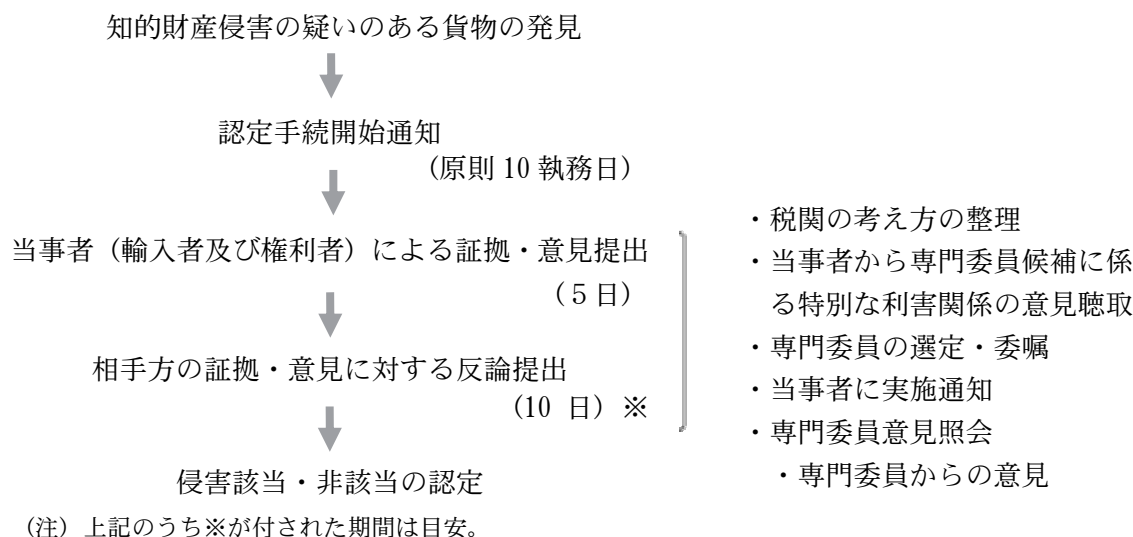 知的財産侵害の疑いのある貨物の発見
認定手続開始通知
(原則 10 執務日)
当事者（輸入者及び権利者）による証拠・意見提出
(５日)
相手方の証拠・意見に対する反論提出
(10 日) ※
侵害該当・非該当の認定
(注) 上記のうち※が付された期間は目安。
・税関の考え方の整理
・当事者から専門委員候補に係
る特別な利害関係の意見聴取
・専門委員の選定・委嘱
・当事者に実施通知
・専門委員意見照会
・専門委員からの意見